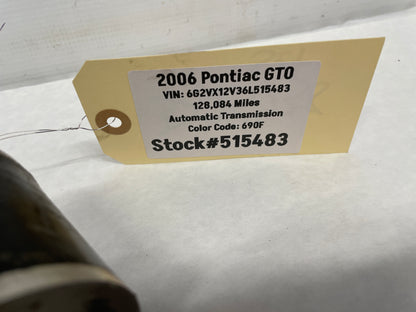 2006 Pontiac GTO
VIN: 6G2VX12V36L515483
128,084 Miles
Automatic Transmission
Color Code: 690F
Stock#515483